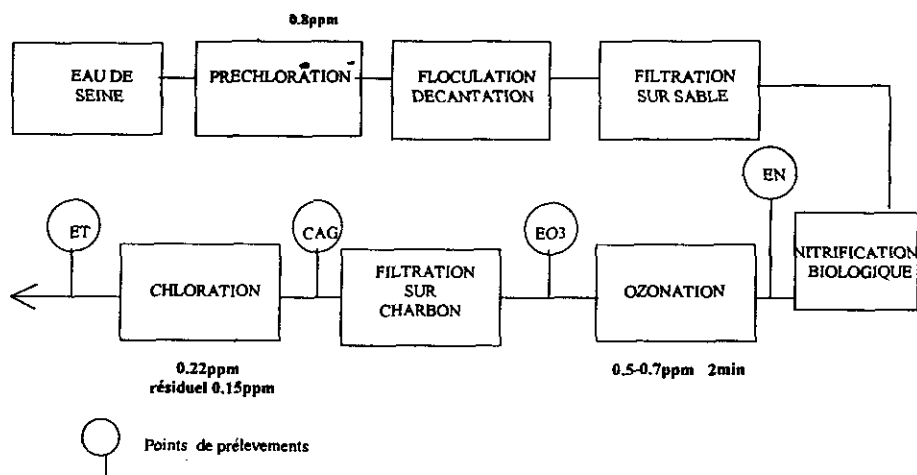 0.8ppm
EAU DE
SEINE
PRECHLORATION
FLOCULATION
DECANTATION
FILTRATION
SUR SABLE
EN
ET
CAG
EO3
NITRIFICATION
BIOLOGIQUE
CHLORATION
FILTRATION
SUR
CHARBON
OZONATION
0.22ppm
résiduel 0.15ppm
0.5-0.7ppm 2min
Points de prélevements